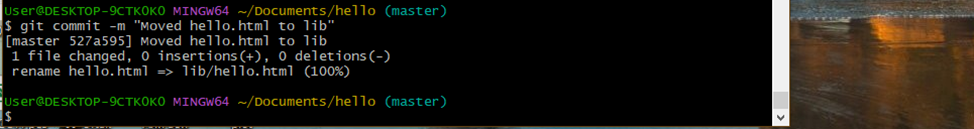 User@DESKTOP-9CTK0KO MINGW64 ~/Documents/hello (master)
$ git commit -m "Moved hello.html to lib"
[master 527a595] Moved hello.html to lib
1 file changed, 0 insertions(+), 0 deletions(-)
rename hello.html => lib/hello.html (100%)
User@DESKTOP-9CTK0KO MINGW64 ~/Documents/hello (master)
$